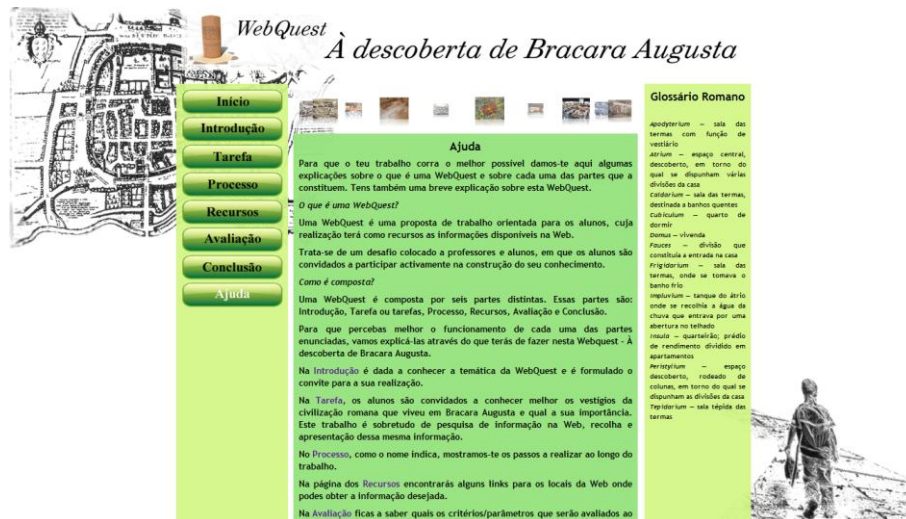 WebQuest
À descoberta de Bracara Augusta
Início
Introdução
Tarefa
Processo
Recursos
Avaliação
Conclusão
Ajuda
Ajuda
Para que o teu trabalho corra o melhor possível damos-te aqui algumas
explicações sobre o que é uma WebQuest e sobre cada uma das partes que a
constituem. Tens também uma breve explicação sobre esta WebQuest.
O que é uma WebQuest?
Uma WebQuest é uma proposta de trabalho orientada para os alunos, cuja
realização terá como recursos as informações disponíveis na Web.
Trata-se de um desafio colocado a professores e alunos, em que os alunos são
convidados a participar activamente na construção do seu conhecimento.
Como é composta?
Uma WebQuest é composta por seis partes distintas. Essas partes são:
Introdução, Tarefa ou tarefas, Processo, Recursos, Avaliação e Conclusão.
Para que percebas melhor o funcionamento de cada uma das partes
enunciadas, vamos explicá-las através do que terás de fazer nesta Webquest - À
descoberta de Bracara Augusta.
Na Introdução é dada a conhecer a temática da WebQuest e é formulado o
convite para a sua realização.
Na Tarefa, os alunos são convidados a conhecer melhor os vestígios da
civilização romana que viveu em Bracara Augusta e qual a sua importância.
Este trabalho é sobretudo de pesquisa de informação na Web, recolha e
apresentação dessa mesma informação.
No Processo, como o nome indica, mostramos-te os passos a realizar ao longo do
trabalho.
Na página dos Recursos encontrarás alguns links para os locais da Web onde
podes obter a informação desejada.
Na Avaliação ficas a saber quais os critérios/parâmetros que serão avaliados ao
Glossário Romano
Apodyterium — sala das
termas com função de
vestiário
Atrium — espaço central,
descoberto, em torno do
qual se dispunham várias
divisões da casa
Caldarium — sala das termas,
destinada a banhos quentes
Cubiculum — quarto de
dormir
Domus — vivenda
Fauces — divisão que
constituía a entrada na casa
Frigidarium — sala das
termas, onde se tomava o
banho frio
Impluvium — tanque do átrio
onde se recolhia a água da
chuva que entrava por uma
abertura no telhado
Insula — quarteirão; prédio
de rendimento dividido em
apartamentos
Peristylium — espaço
descoberto, rodeado de
colunas, em torno do qual se
dispunham as divisões da casa
Tepidarium — sala tépida das
termas